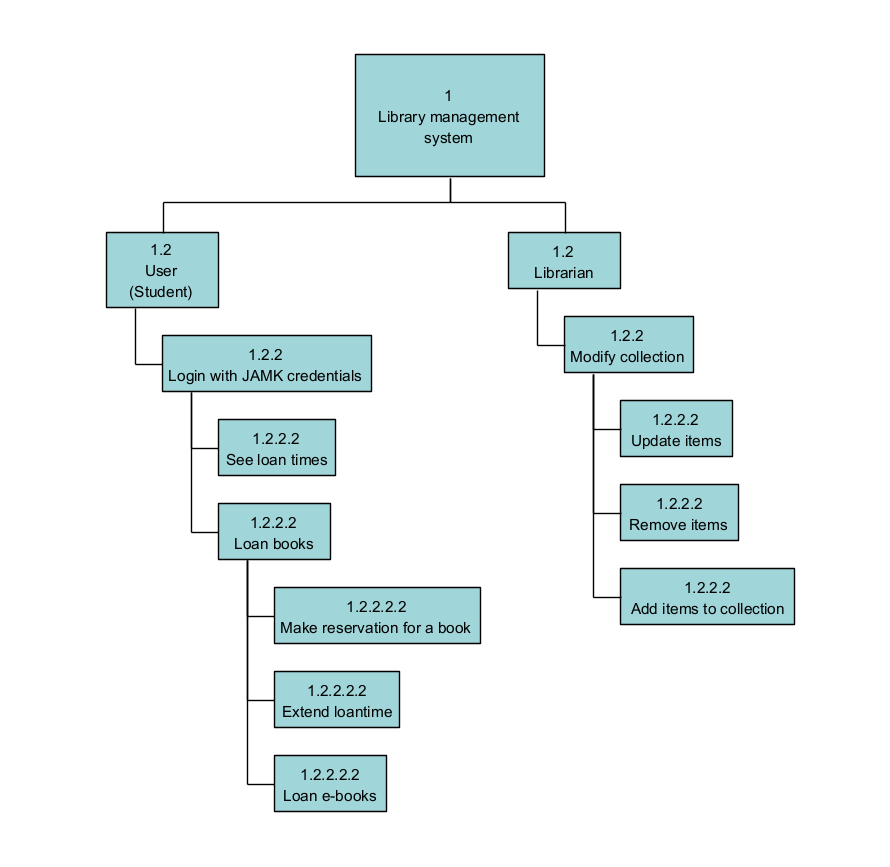 1
Library management
system
1.2
User
(Student)
1.2
Librarian
1.2.2
Login with JAMK credentials
1.2.2
Modify collection
1.2.2.2
See loan times
1.2.2.2
Update items
1.2.2.2
Loan books
1.2.2.2
Remove items
1.2.2.2.2
Make reservation for a book
1.2.2.2
Add items to collection
1.2.2.2.2
Extend loantime
1.2.2.2.2
Loan e-books